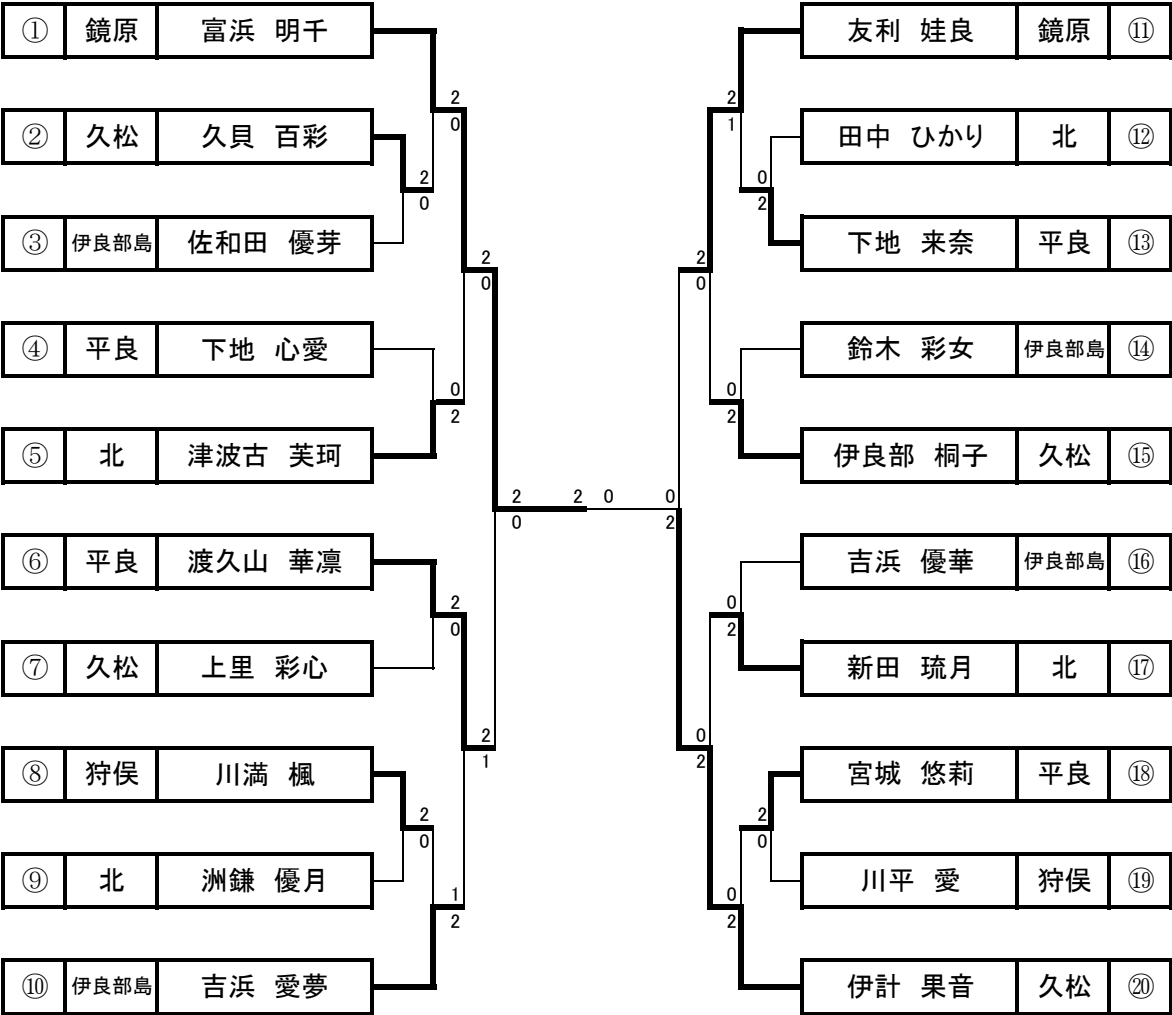 ① 鏡原 富浜 明千
② 久松 久貝 百彩
③ 伊良部島 佐和田 優芽
④ 平良 下地 心愛
⑤ 北 津波古 芙珂
⑥ 平良 渡久山 華凛
⑦ 久松 上里 彩心
⑧ 狩俣 川満 楓
⑨ 北 洲鎌 優月
⑩ 伊良部島 吉浜 愛夢
2
0
2
0
2
0
0
2
2 2 0 0
0 2
2
0
2
1
2
0
1
2
友利 娃良 鏡原 ⑪
田中 ひかり 北 ⑫
下地 来奈 平良 ⑬
鈴木 彩女 伊良部島 ⑭
伊良部 桐子 久松 ⑮
吉浜 優華 伊良部島 ⑯
新田 琉月 北 ⑰
宮城 悠莉 平良 ⑱
川平 愛 狩俣 ⑲
伊計 果音 久松 ⑳
2
1
0
2
2
0
0
2
0
2
0
2
2
0
0
2